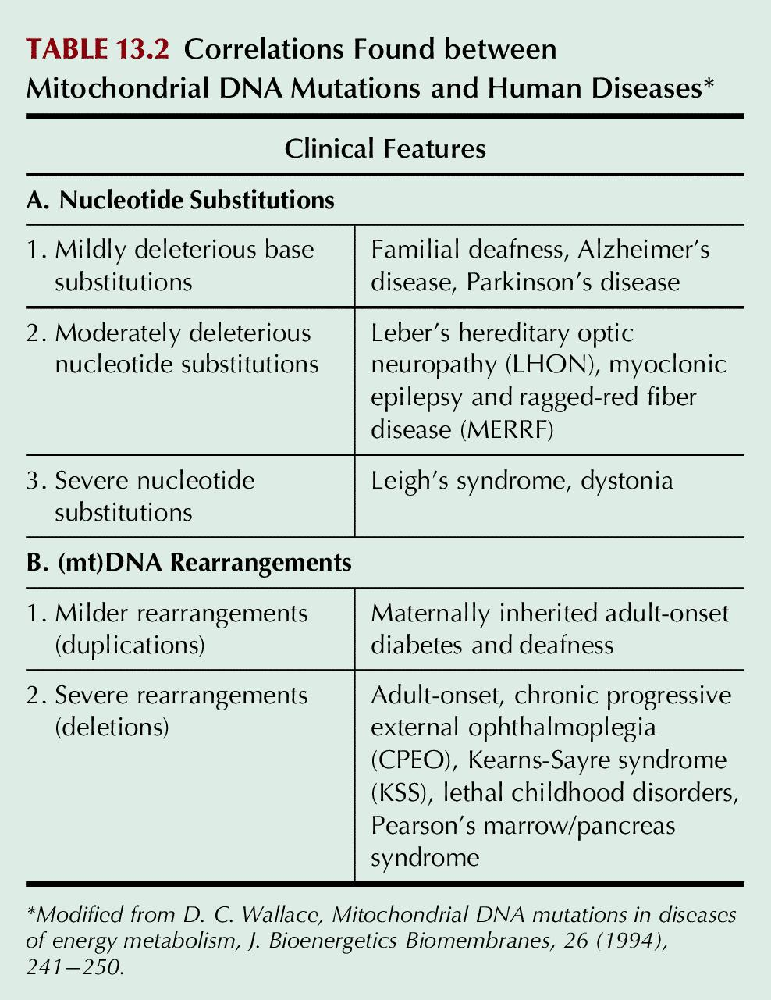 TABLE 13.2 Correlations Found between
Mitochondrial DNA Mutations and Human Diseases*
Clinical Features
A. Nucleotide Substitutions
1. Mildly deleterious base
substitutions
Familial deafness, Alzheimer’s
disease, Parkinson’s disease
2. Moderately deleterious
nucleotide substitutions
Leber’s hereditary optic
neuropathy (LHON), myoclonic
epilepsy and ragged-red fiber
disease (MERRF)
3. Severe nucleotide
substitutions
Leigh’s syndrome, dystonia
B. (mt)DNA Rearrangements
1. Milder rearrangements
(duplications)
Maternally inherited adult-onset
diabetes and deafness
2. Severe rearrangements
(deletions)
Adult-onset, chronic progressive
external ophthalmoplegia
(CPEO), Kearns-Sayre syndrome
(KSS), lethal childhood disorders,
Pearson’s marrow/pancreas
syndrome
*Modified from D. C. Wallace, Mitochondrial DNA mutations in diseases
of energy metabolism, J. Bioenergetics Biomembranes, 26 (1994),
241–250.